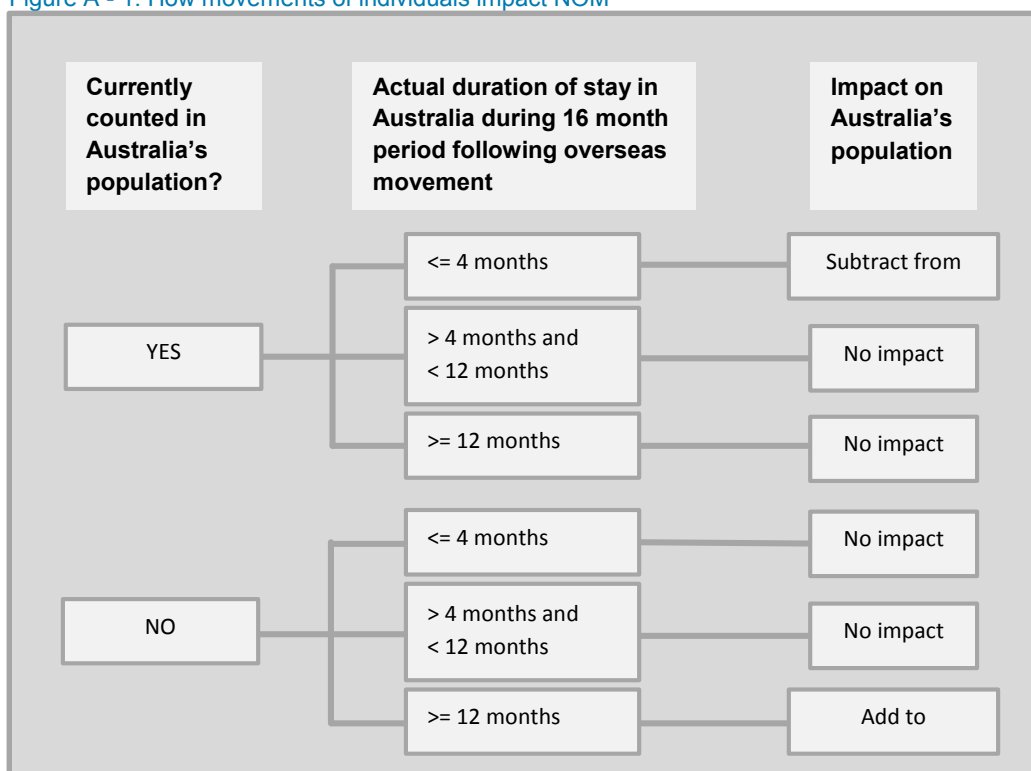 Figure A - 1: How movements of individuals impact NOM
Currently
counted in
Australia's
population?
Actual duration of stay in
Australia during 16 month
period following overseas
movement
Impact on
Australia's
population
<= 4 months
Subtract from
YES
> 4 months and
< 12 months
No impact
>= 12 months
No impact
<= 4 months
No impact
NO
> 4 months and
< 12 months
No impact
>= 12 months
Add to